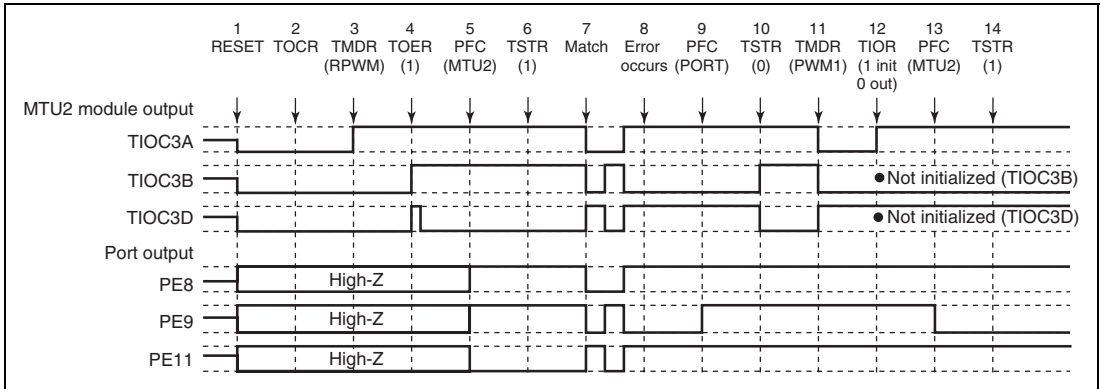 1 2 3 4 5 6 7 8 9 10 11 12 13 14
RESET TOCR TMDR TOER PFC TSTR Match Error PFC TSTR TMDR TIOR PFC TSTR
(RPWM) (1) (MTU2) (1) occurs (PORT) (0) (PWM1) (1 init (MTU2) (1)
0 out)
MTU2 module output
TIOC3A
TIOC3B ●Not initialized (TIOC3B)
TIOC3D ●Not initialized (TIOC3D)
Port output
PE8 High-Z
PE9 High-Z
PE11 High-Z